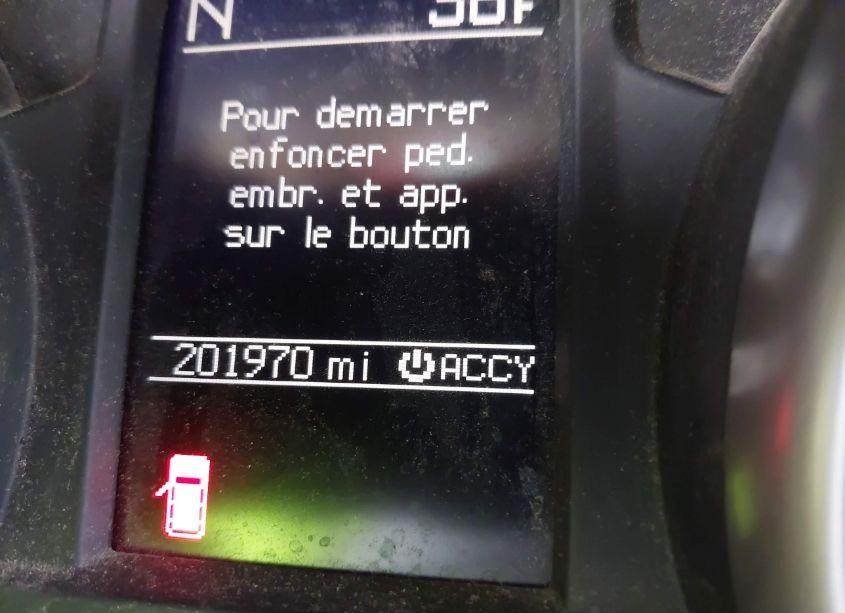 N
Pour demarrer
enfoncer ped.
embr. et app.
sur le bouton
201970 mi ACCY